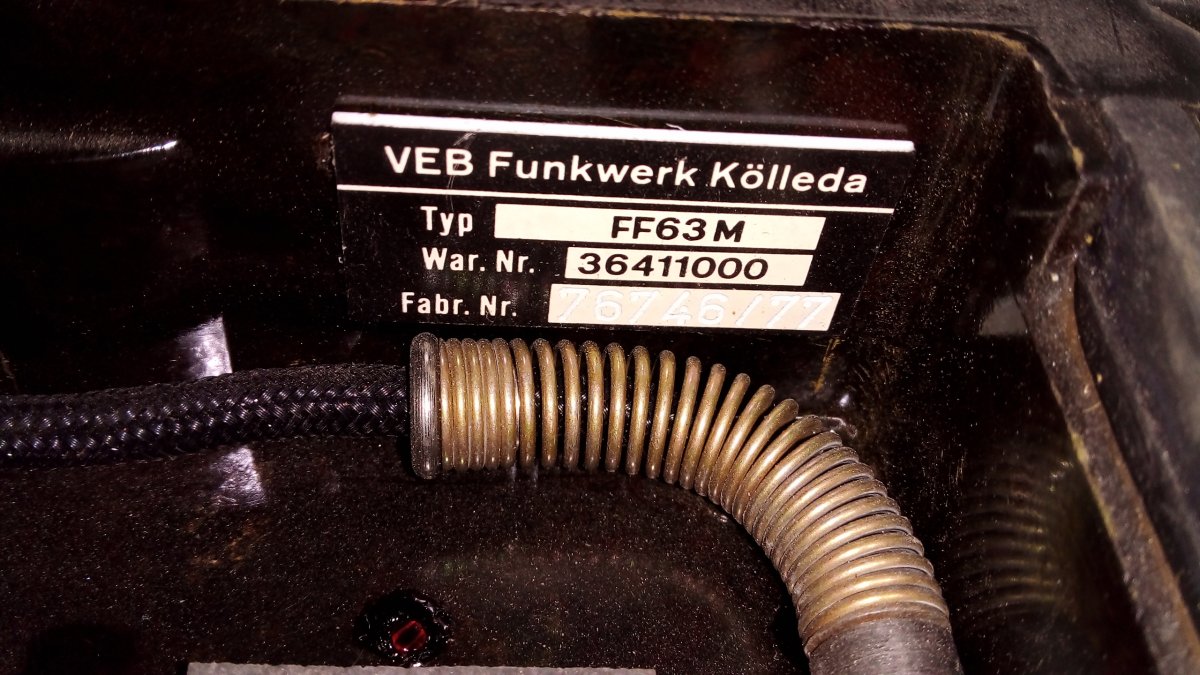 VEB Funkwerk Kölleda
Typ FF63M
War. Nr. 36411000
Fabr. Nr. 76746/77